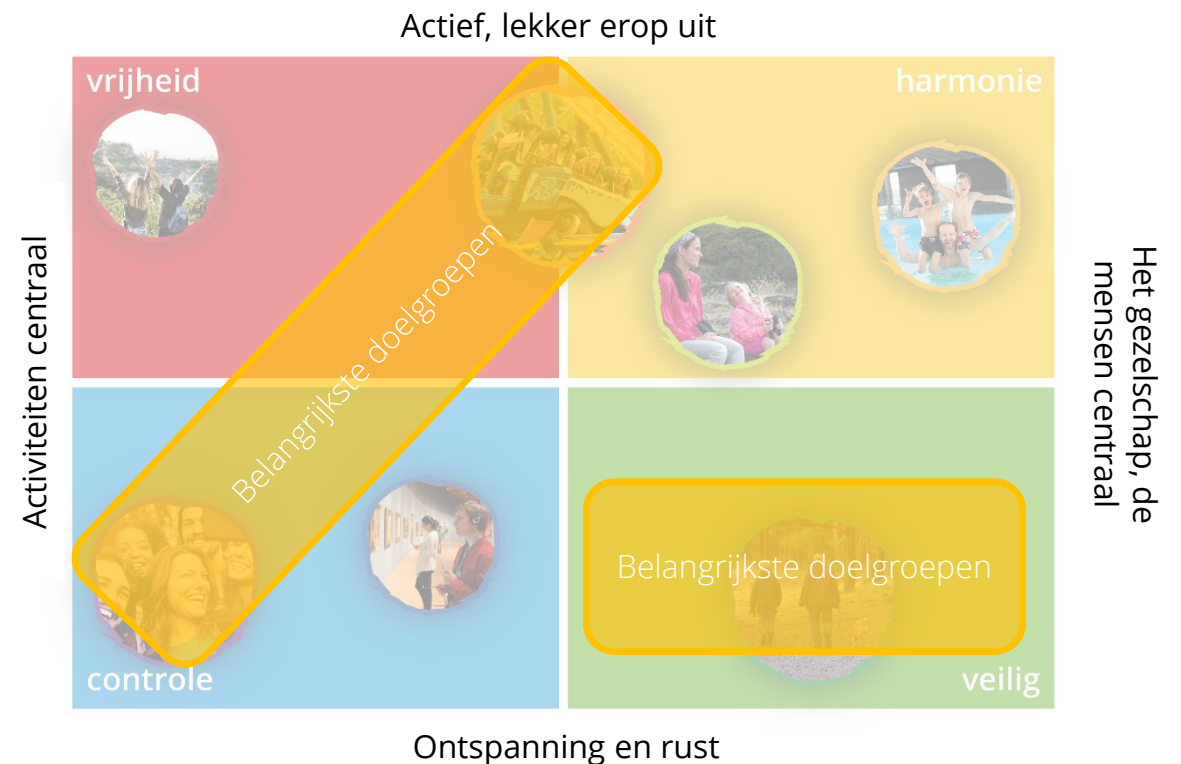 Actief, lekker erop uit
vrijheid
harmonie
Activiteiten centraal
Het gezelschap, de
mensen centraal
Belangrijkste doelgroepen
Belangrijkste doelgroepen
controle
veilig
Ontspanning en rust